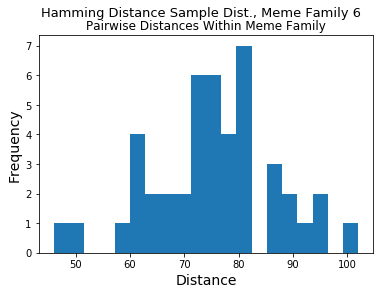 Hamming Distance Sample Dist., Meme Family 6
Pairwise Distances Within Meme Family
7
6
5
4
3
2
1
0
Frequency
50 60 70 80 90 100
Distance